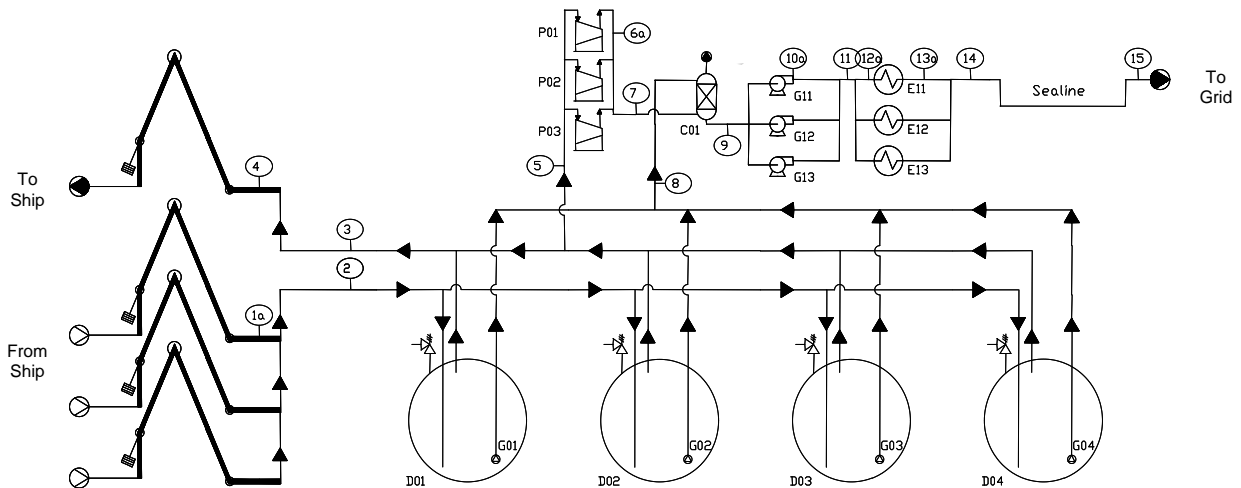 P01
6a
P02
7
P03
C01
5
8
9
10a
G11
G12
G13
11
12a
13a
14
15
E11
E12
E13
Sealine
To
Grid
4
To
Ship
3
2
1a
From
Ship
G01
G02
G03
G04
D01
D02
D03
D04